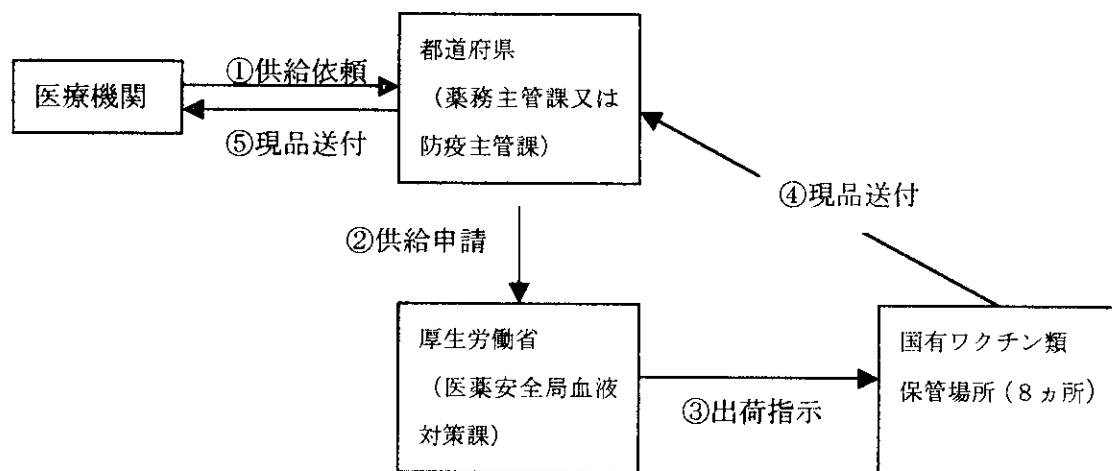 医療機関
①供給依頼
⑤現品送付
都道府県
（薬務主管課又は
防疫主管課）
④現品送付
②供給申請
厚生労働省
（医薬安全局血液
対策課）
③出荷指示
国有ワクチン類
保管場所（８ヵ所）